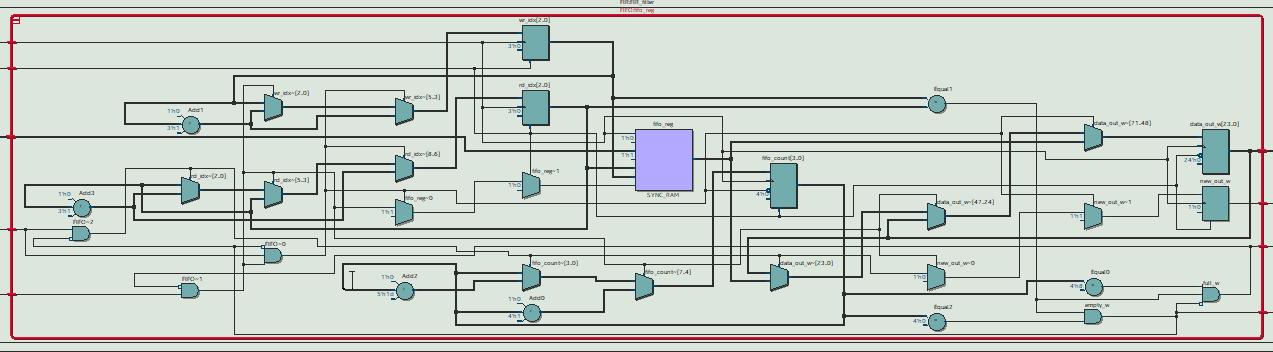 FIR:FIR_filter
FIFO:fifo_reg
wr_idx[2.0]
3'h0
rd_idx[2.0]
3'h0
Equal1
wr_idx~[2.0]
wr_idx~[5.3]
Add1
1'h0
3'h1
fifo_reg
1'h0
1'h1
SYNC_RAM
data_out_w~[71.48]
data_out_w[23.0]
24'h0
rd_idx~[8.6]
fifo_count[3.0]
4'h0
rd_idx~[2.0]
rd_idx~[5.3]
fifo_reg~1
new_out_w
1'h0
Add3
1'h0
3'h1
fifo_reg~0
1'h1
data_out_w~[47.24]
new_out_w~1
1'h1
FIFO~2
FIFO~0
fifo_count~[3.0]
fifo_count~[7.4]
data_out_w~[23.0]
new_out_w~0
1'h0
Add2
1'h0
5'h1
Equal0
4'h8
full_w
FIFO~1
Add0
1'h0
4'h1
Equal2
4'h0
empty_w